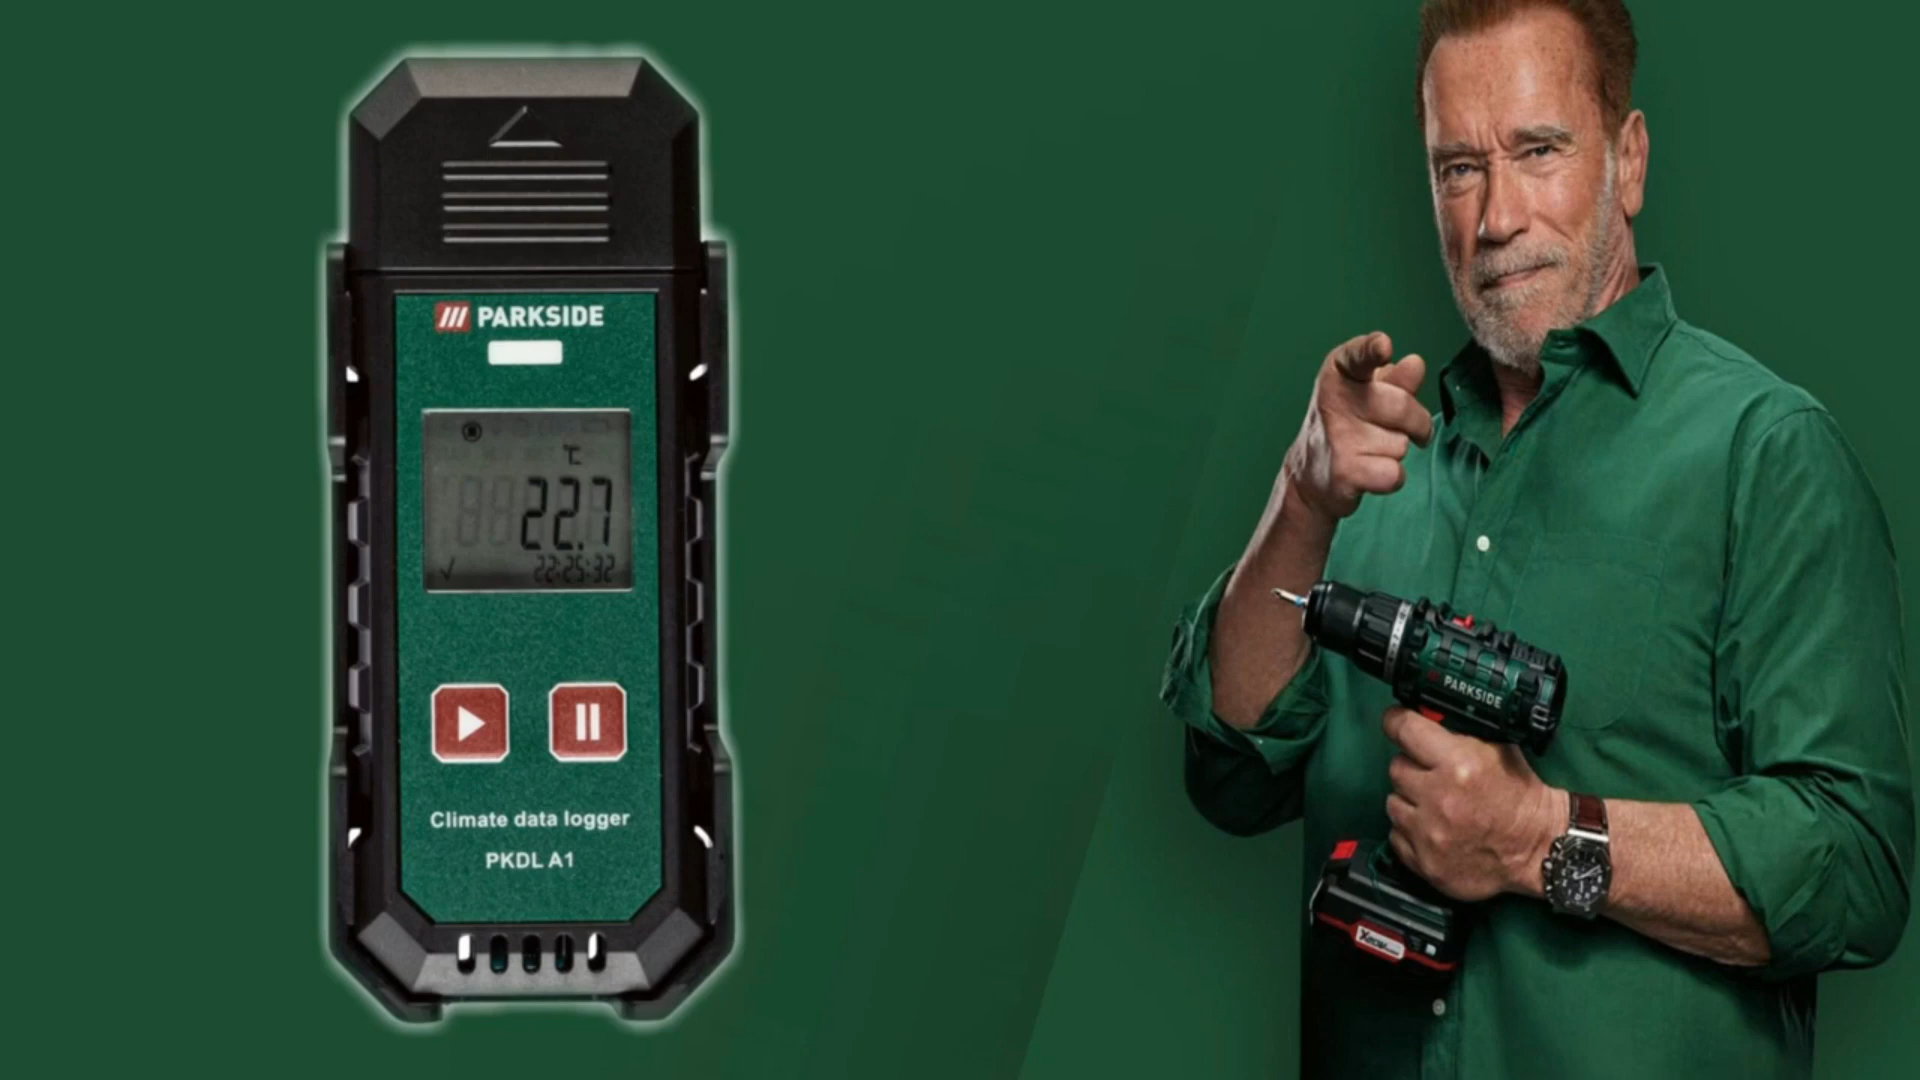 PARKSIDE
℃
22.7
22:25:32
Climate data logger
PKDL A1
PARKSIDE